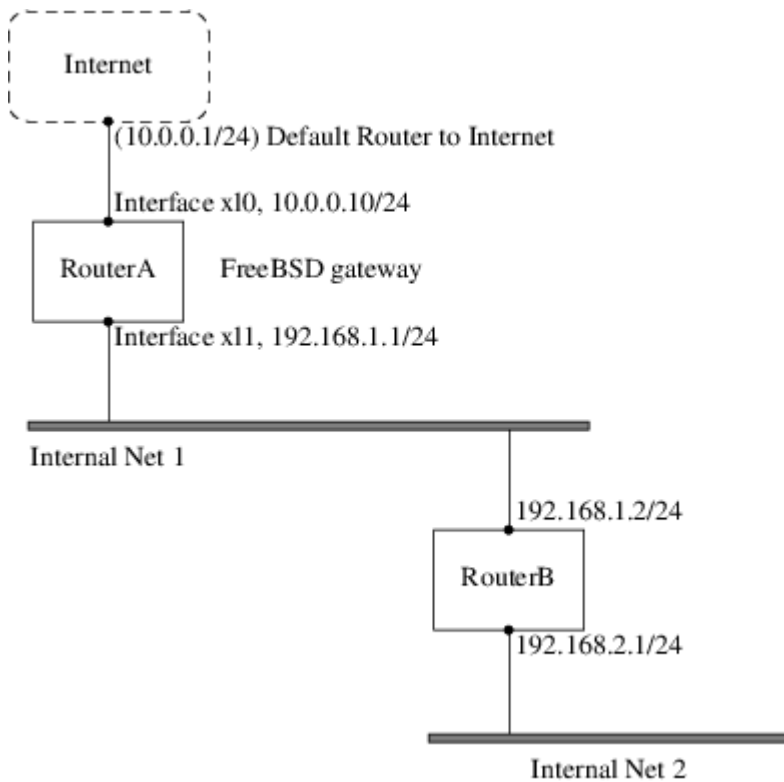 Internet
(10.0.0.1/24) Default Router to Internet
Interface xl0, 10.0.0.10/24
RouterA
FreeBSD gateway
Interface xl1, 192.168.1.1/24
Internal Net 1
192.168.1.2/24
RouterB
192.168.2.1/24
Internal Net 2